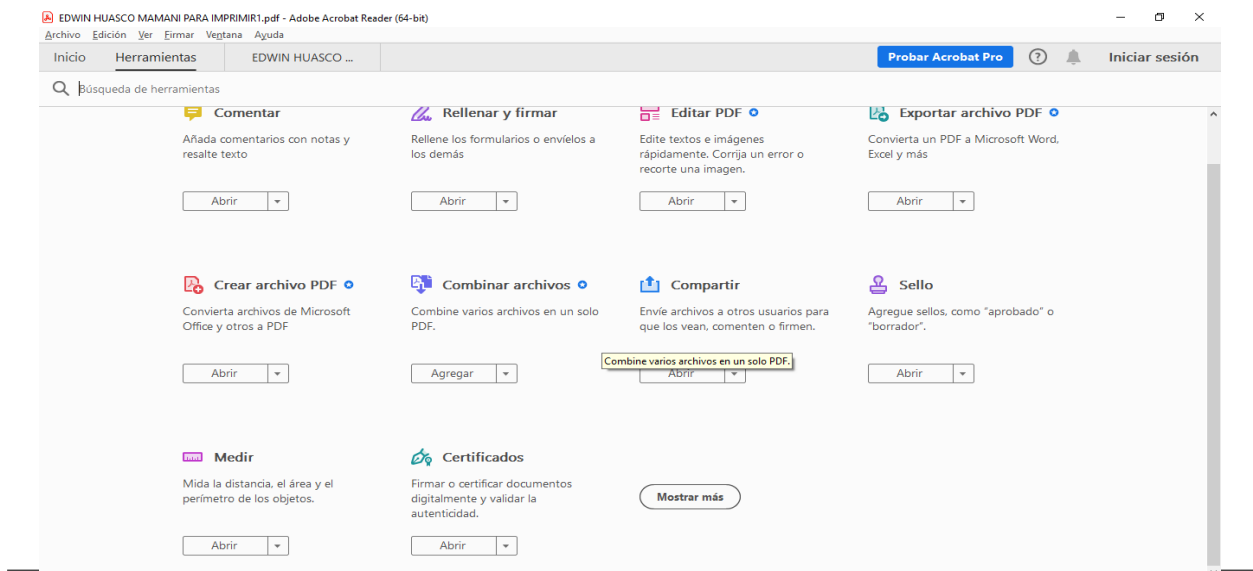 EDWIN HUASCO MAMANI PARA IMPRIMIR1.pdf - Adobe Acrobat Reader (64-bit)
Archivo Edición Ver Firmar Ventana Ayuda
Inicio Herramientas EDWIN HUASCO ... Probar Acrobat Pro ? Iniciar sesión
Búsqueda de herramientas
Comentar
Añada comentarios con notas y
resalte texto
Abrir
Rellenar y firmar
Rellene los formularios o envíelos a
los demás
Abrir
Editar PDF
Edite textos e imágenes
rápidamente. Corrija un error o
recorte una imagen.
Abrir
Exportar archivo PDF
Convierta un PDF a Microsoft Word,
Excel y más
Abrir
Crear archivo PDF
Convierta archivos de Microsoft
Office y otros a PDF
Abrir
Combinar archivos
Combine varios archivos en un solo
PDF.
Agregar
Compartir
Envíe archivos a otros usuarios para
que los vean, comenten o firmen.
Combine varios archivos en un solo PDF.
Abrir
Sello
Agregue sellos, como "aprobado" o
"borrador".
Abrir
Medir
Mida la distancia, el área y el
perímetro de los objetos.
Abrir
Certificados
Firmar o certificar documentos
digitalmente y validar la
autenticidad.
Abrir
Mostrar más